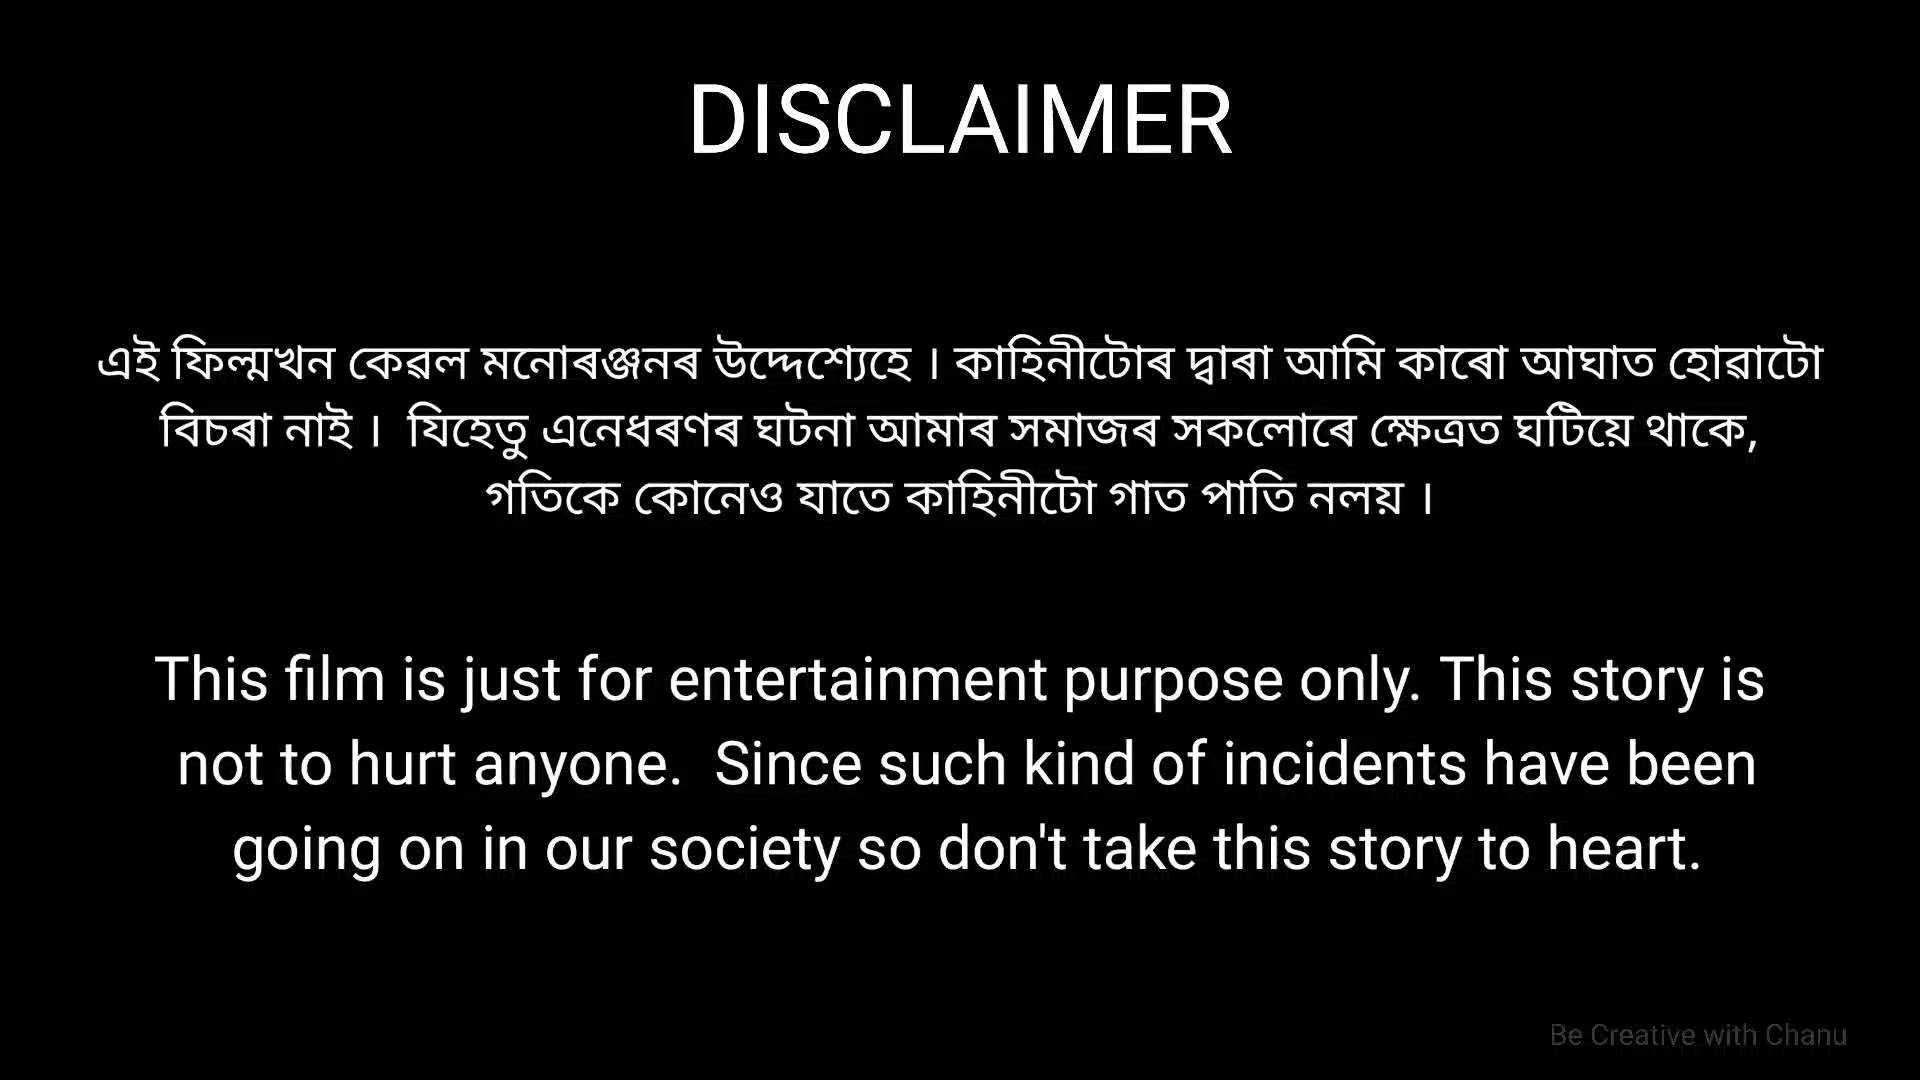 DISCLAIMER
এই ফিল্মখন কেৱল মনোৰঞ্জনৰ উদ্দেশ্যেহে । কাহিনীটোৰ দ্বাৰা আমি কাৰো আঘাত হোৱাটো
বিচৰা নাই ।  যিহেতু এনেধৰণৰ ঘটনা আমাৰ সমাজৰ সকলোৰে ক্ষেত্ৰত ঘটিয়ে থাকে,
গতিকে কোনেও যাতে কাহিনীটো গাত পাতি নলয় ।
This film is just for entertainment purpose only. This story is
not to hurt anyone.  Since such kind of incidents have been
going on in our society so don't take this story to heart.
Be Creative with Chanu